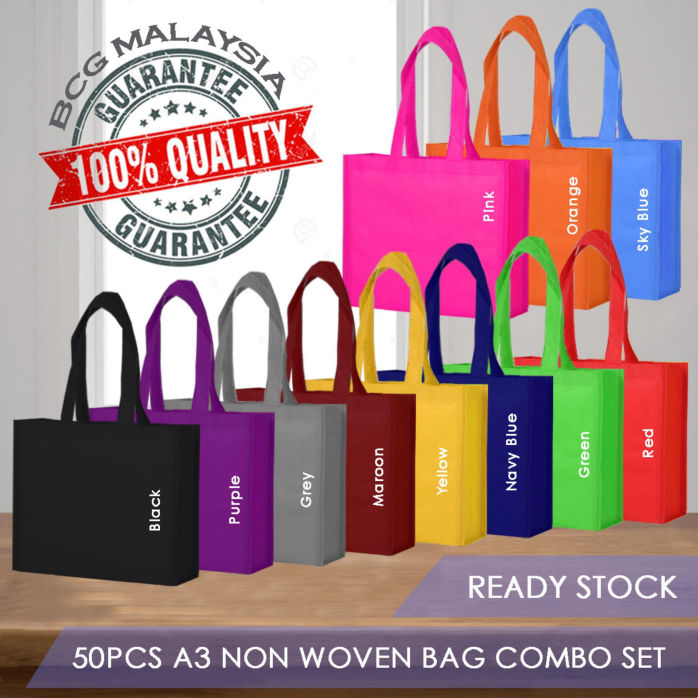 BCG MALAYSIA
GUARANTEE
100% QUALITY
GUARANTEE
PInk
Orange
Sky Blue
Black
Purple
Grey
Maroon
Yellow
Navy Blue
Green
Red
READY STOCK
50PCS A3 NON WOVEN BAG COMBO SET